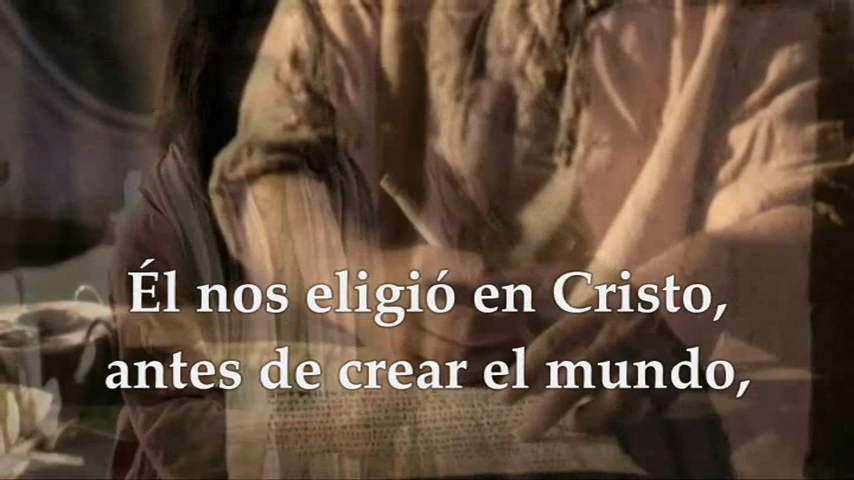 Él nos eligió en Cristo,
antes de crear el mundo,